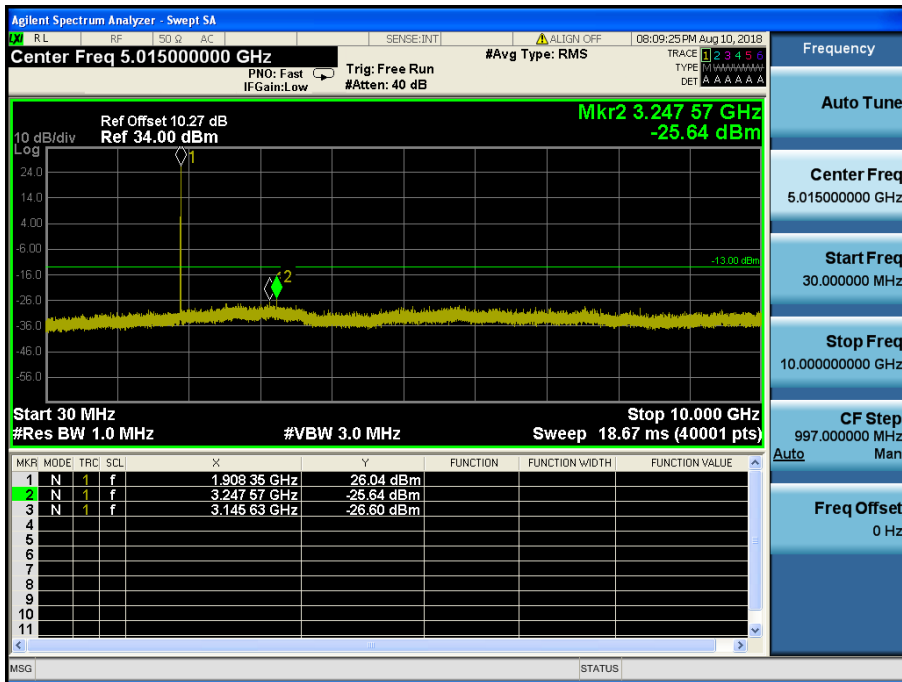 Agilent Spectrum Analyzer - Swept SA
LXI RL RF 50 Ω AC SENSE:INT ALIGN OFF 08:09:25 PM Aug 10, 2018
Center Freq 5.015000000 GHz
PNO: Fast
IFGain:Low
Trig: Free Run
#Atten: 40 dB
#Avg Type: RMS
TRACE 1 2 3 4 5 6
TYPE MWWWWW
DET A A A A A A
Ref Offset 10.27 dB
10 dB/div Ref 34.00 dBm
Log
Mkr2 3.247 57 GHz
-25.64 dBm
1
24.0
14.0
4.00
-6.00
-13.00 dBm
-16.0
2
-26.0
-36.0
-46.0
-56.0
Start 30 MHz Stop 10.000 GHz
#Res BW 1.0 MHz #VBW 3.0 MHz Sweep 18.67 ms (40001 pts)
MKR MODE TRC SCL X Y FUNCTION FUNCTION WIDTH FUNCTION VALUE
1 N 1 f 1.908 35 GHz 26.04 dBm
2 N 1 f 3.247 57 GHz -25.64 dBm
3 N 1 f 3.145 63 GHz -26.60 dBm
4
5
6
7
8
9
10
11
MSG STATUS
Frequency
Auto Tune
Center Freq
5.015000000 GHz
Start Freq
30.000000 MHz
Stop Freq
10.000000000 GHz
CF Step
997.000000 MHz
Auto Man
Freq Offset
0 Hz